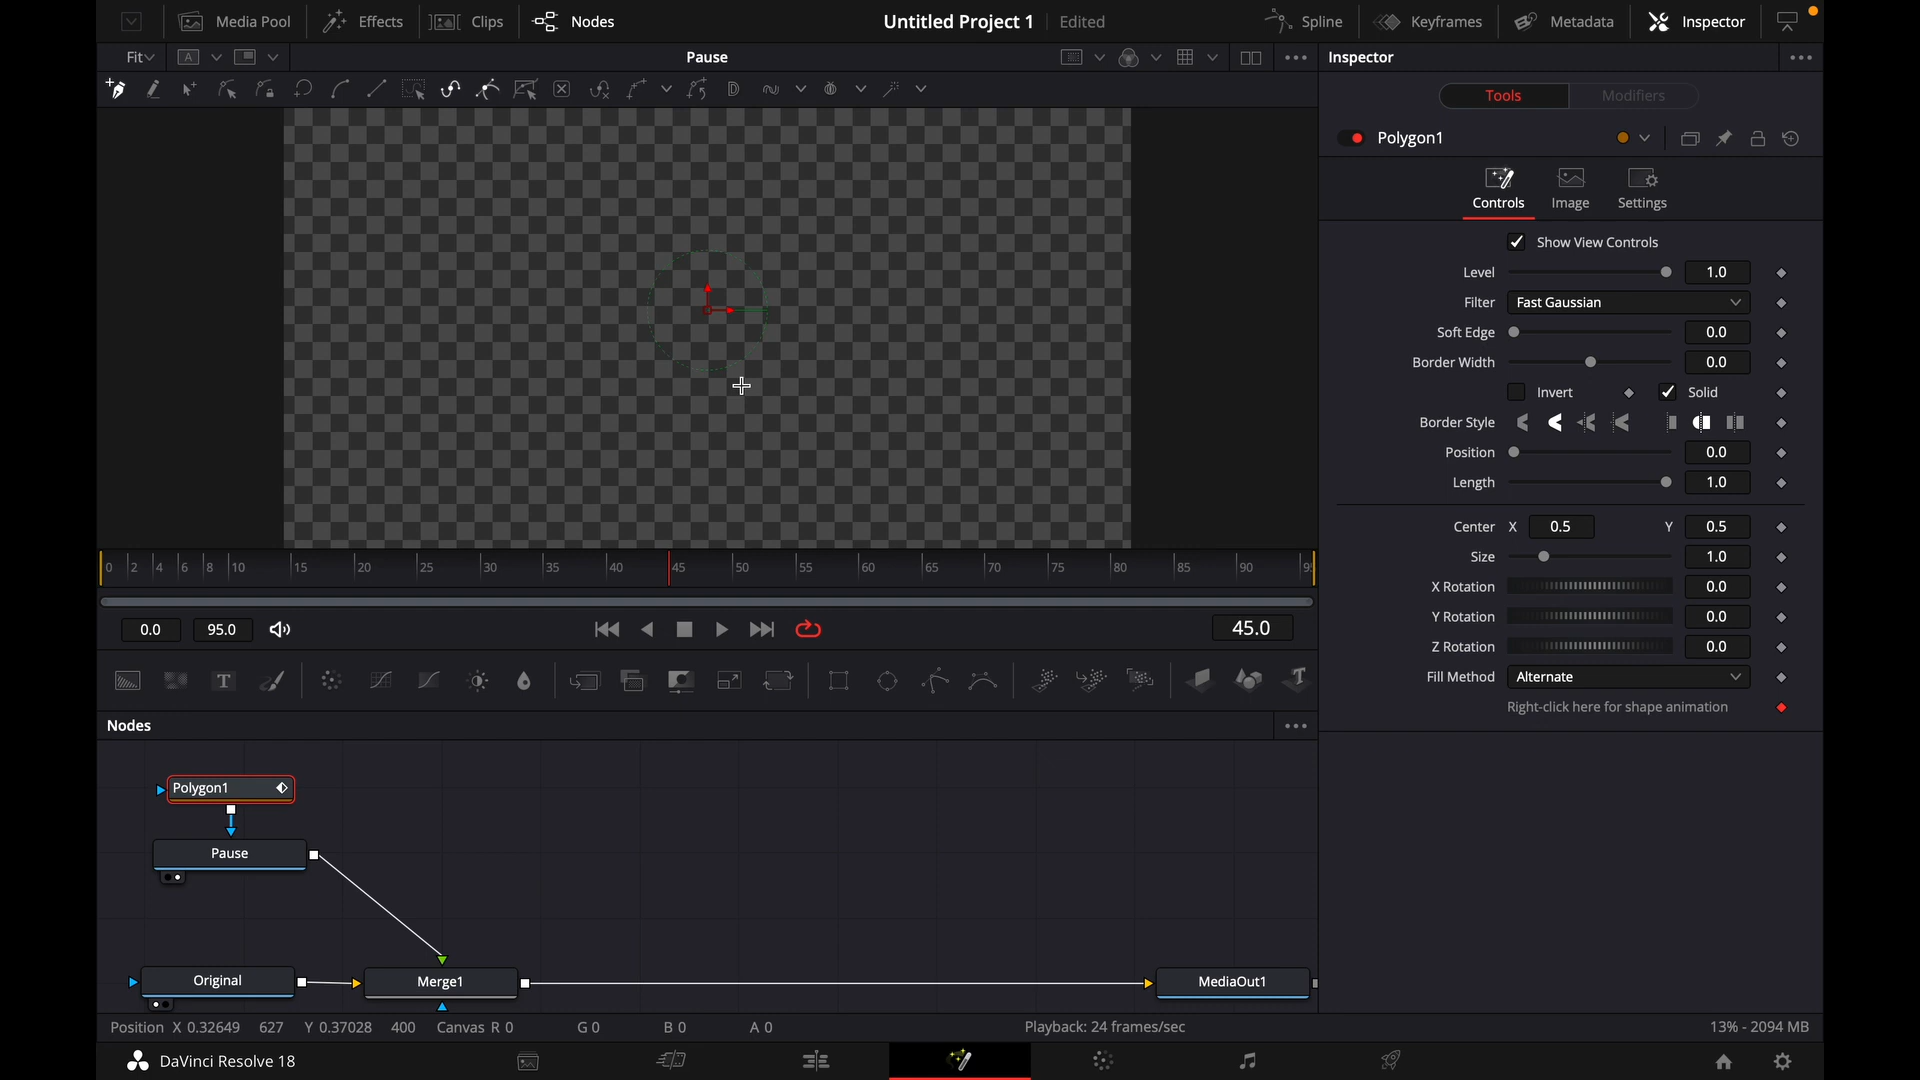 Media Pool
Effects
Clips
Nodes
Untitled Project 1
Edited
Spline
Keyframes
Metadata
Inspector
Fit
A
Pause
Inspector
Tools
Modifiers
Polygon1
Controls
Image
Settings
Show View Controls
Level 1.0
Filter Fast Gaussian
Soft Edge 0.0
Border Width 0.0
Invert
Solid
Border Style
Position 0.0
Length 1.0
Center X 0.5 Y 0.5
Size 1.0
X Rotation 0.0
Y Rotation 0.0
Z Rotation 0.0
Fill Method Alternate
Right-click here for shape animation
0 2 4 6 8 10 15 20 25 30 35 40 45 50 55 60 65 70 75 80 85 90 95
0.0
95.0
45.0
T
T
Nodes
Polygon1
Pause
Original
Merge1
MediaOut1
Position X 0.32649 627 Y 0.37028 400 Canvas R 0 G 0 B 0 A 0
Playback: 24 frames/sec
13% - 2094 MB
DaVinci Resolve 18